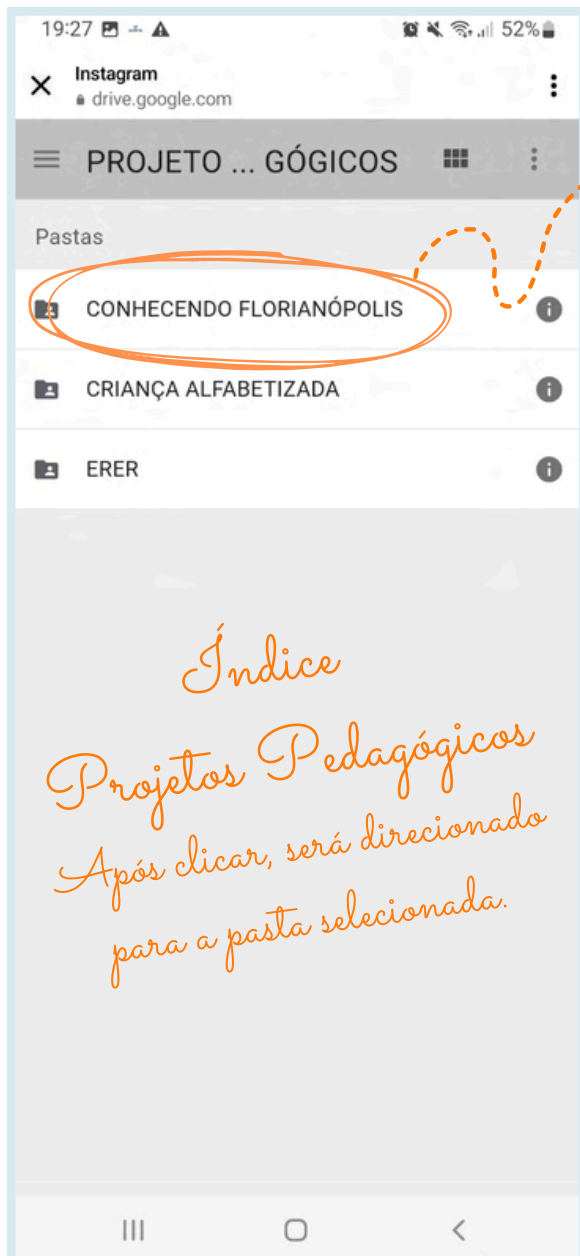 19:27 52%
Instagram
drive.google.com
PROJETO ... GÓGICOS
Pastas
CONHECENDO FLORIANÓPOLIS
CRIANÇA ALFABETIZADA
ERER
Índice
Projetos Pedagógicos
Após clicar, será direcionado
para a pasta selecionada.